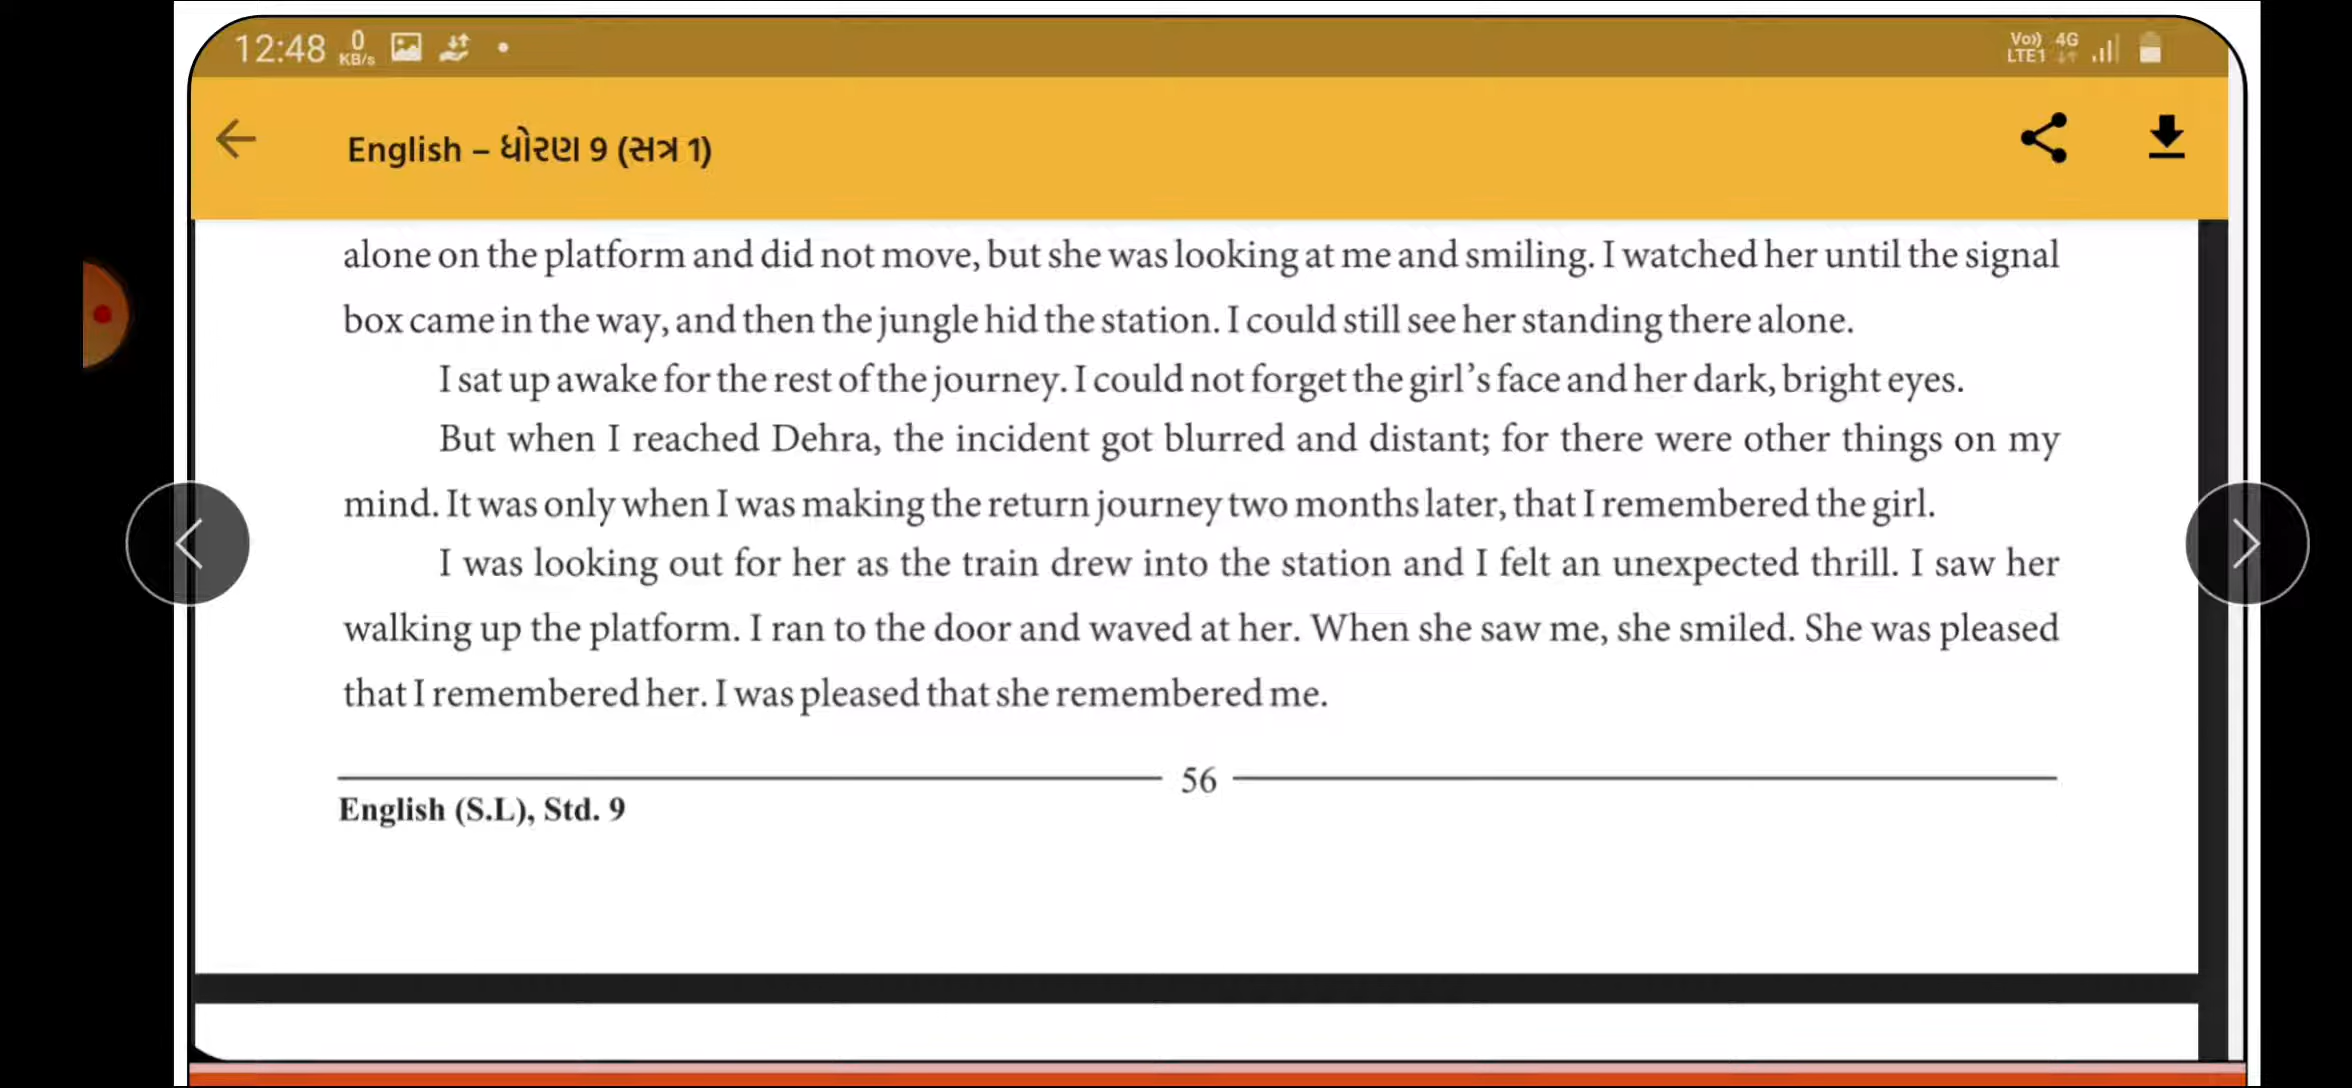 12:48 0 KB/s Vo)) LTE1 4G
English – ધોરણ 9 (સત્ર 1)
alone on the platform and did not move, but she was looking at me and smiling. I watched her until the signal
box came in the way, and then the jungle hid the station. I could still see her standing there alone.
I sat up awake for the rest of the journey. I could not forget the girl’s face and her dark, bright eyes.
But when I reached Dehra, the incident got blurred and distant; for there were other things on my
mind. It was only when I was making the return journey two months later, that I remembered the girl.
I was looking out for her as the train drew into the station and I felt an unexpected thrill. I saw her
walking up the platform. I ran to the door and waved at her. When she saw me, she smiled. She was pleased
that I remembered her. I was pleased that she remembered me.
56
English (S.L), Std. 9